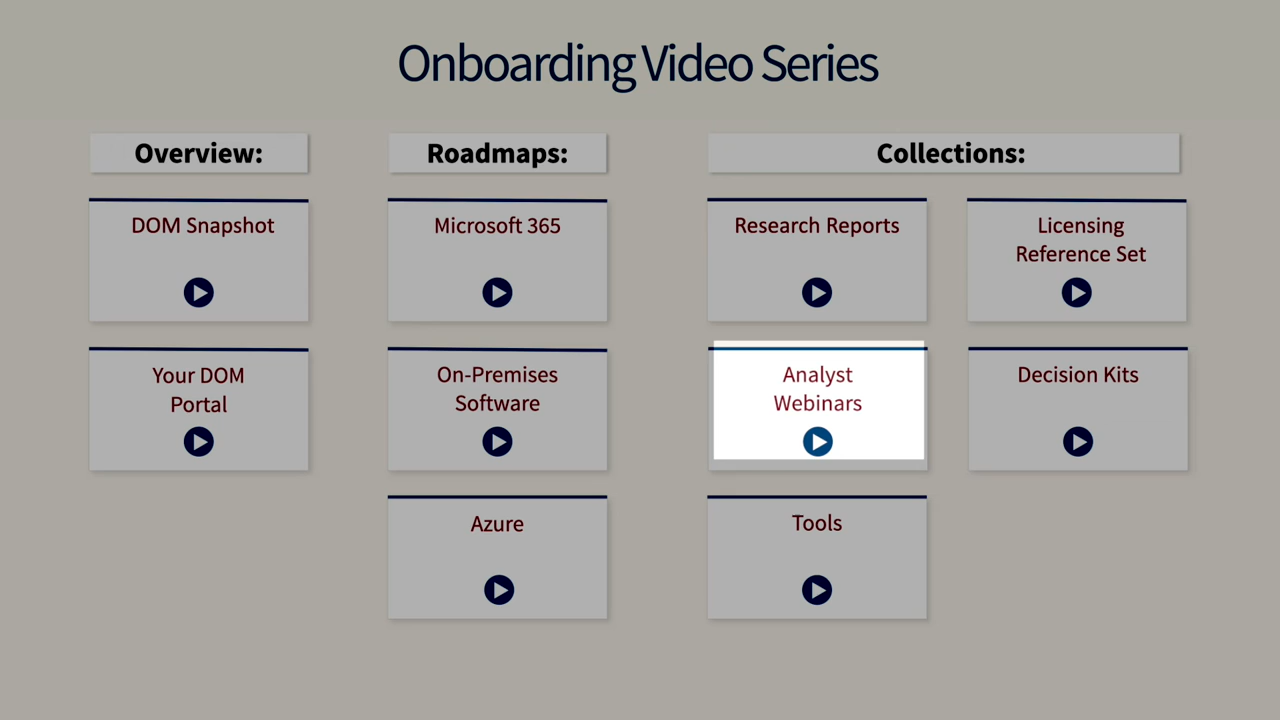 Onboarding Video Series
Overview:
DOM Snapshot
Your DOM
Portal
Roadmaps:
Microsoft 365
On-Premises
Software
Azure
Collections:
Research Reports
Licensing
Reference Set
Analyst
Webinars
Decision Kits
Tools